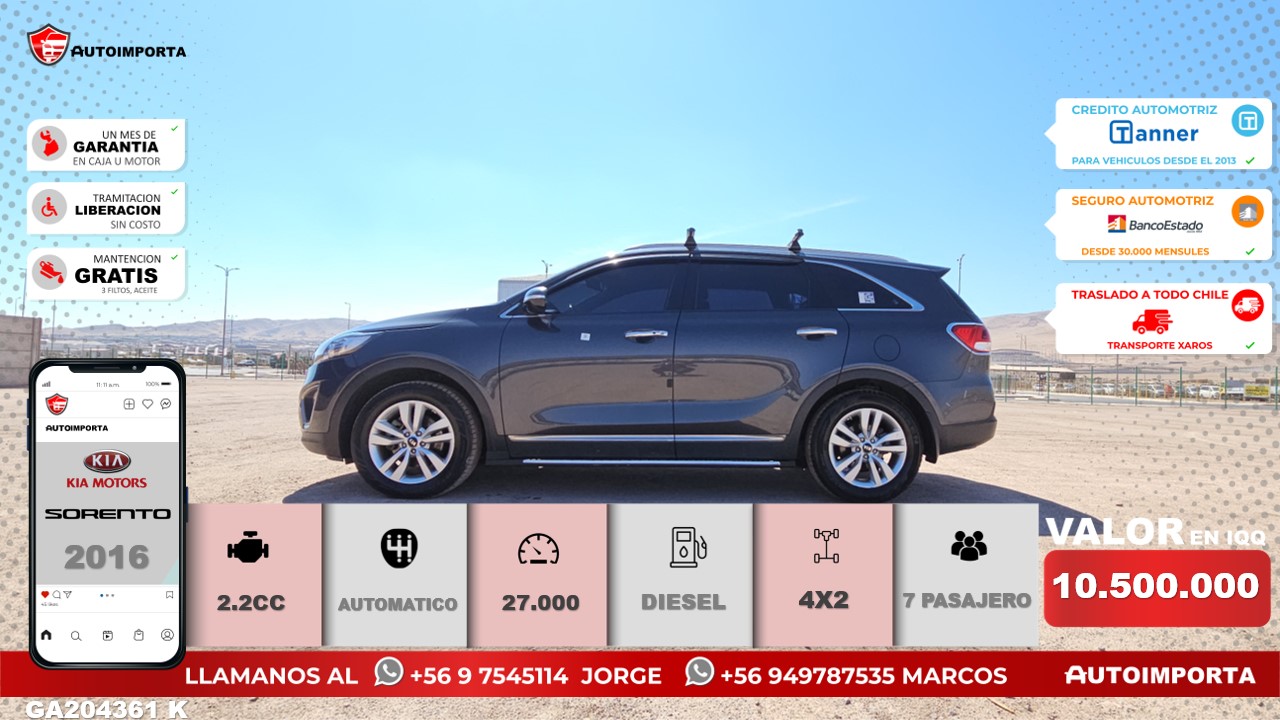 AUTOIMPORTA
UN MES DE
GARANTIA
EN CAJA U MOTOR
TRAMITACION
LIBERACION
SIN COSTO
MANTENCION
GRATIS
3 FILTOS, ACEITE
CREDITO AUTOMOTRIZ
Tanner
PARA VEHICULOS DESDE EL 2013
SEGURO AUTOMOTRIZ
BancoEstado
DESDE 30.000 MENSULES
TRASLADO A TODO CHILE
TRANSPORTE XAROS
11:11 a.m. 100%
AUTOIMPORTA
KIA
KIA MOTORS
SORENTO
2016
2.2CC
AUTOMATICO
27.000
DIESEL
4X2
7 PASAJERO
VALOR EN IQQ
10.500.000
LLAMANOS AL +56 9 7545114 JORGE +56 949787535 MARCOS AUTOIMPORTA
GA204361 K